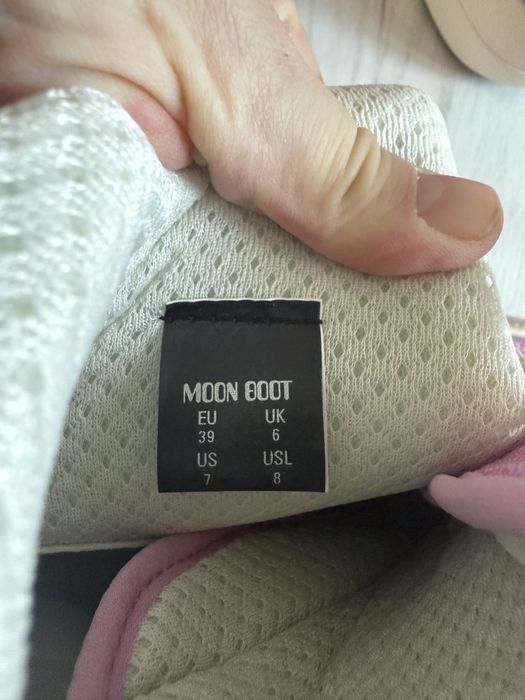 MOON BOOT
EU UK
39 6
US USL
7 8